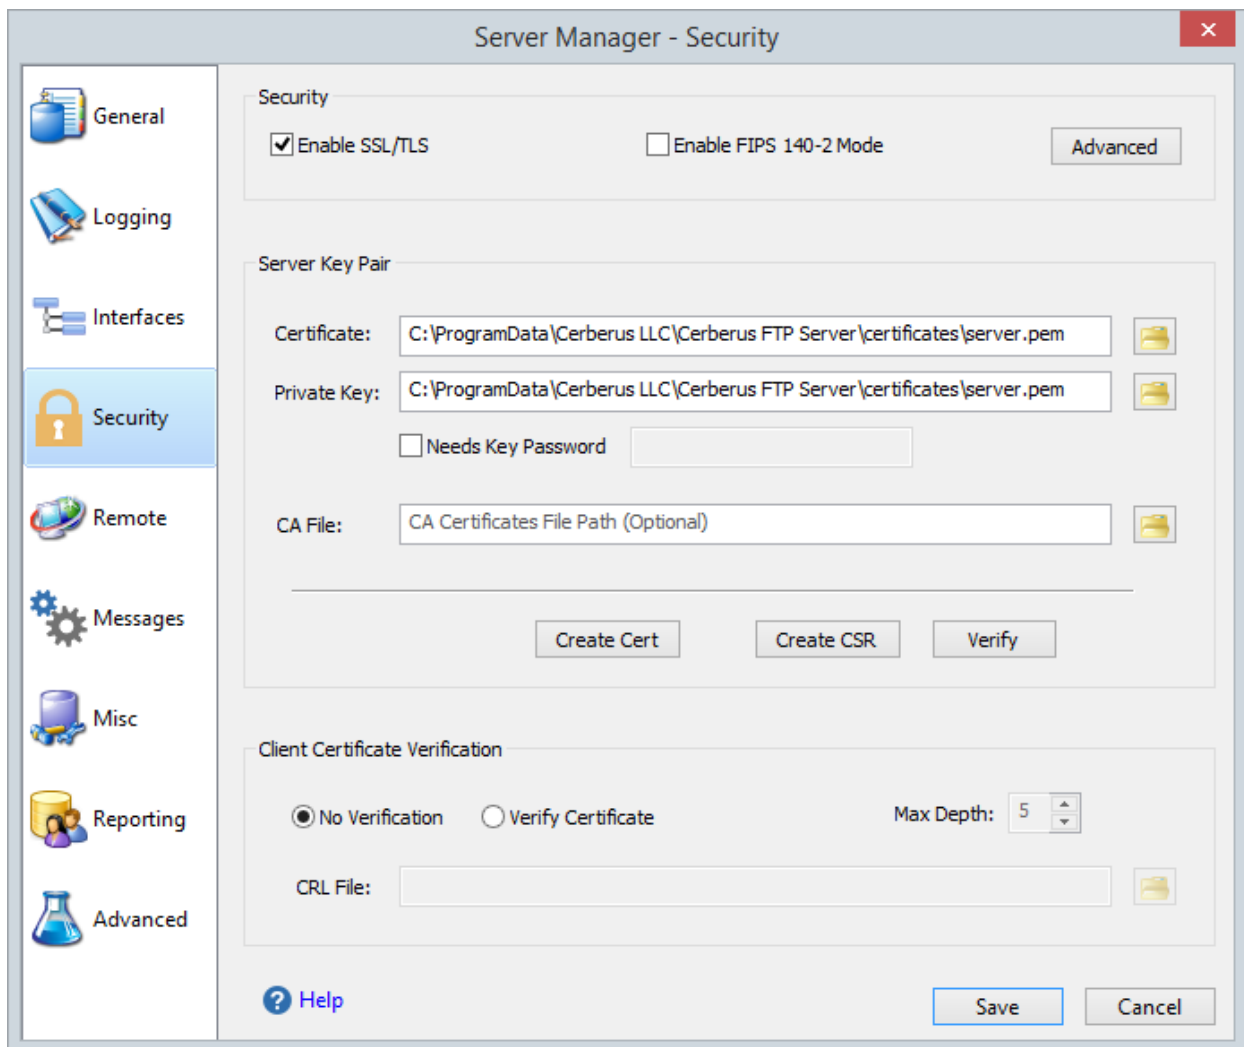 Server Manager - Security
General
Logging
Interfaces
Security
Remote
Messages
Misc
Reporting
Advanced
Security
Enable SSL/TLS Enable FIPS 140-2 Mode Advanced
Server Key Pair
Certificate: C:\ProgramData\Cerberus LLC\Cerberus FTP Server\certificates\server.pem
Private Key: C:\ProgramData\Cerberus LLC\Cerberus FTP Server\certificates\server.pem
Needs Key Password
CA File: CA Certificates File Path (Optional)
Create Cert Create CSR Verify
Client Certificate Verification
No Verification Verify Certificate Max Depth: 5
CRL File:
Help
Save Cancel